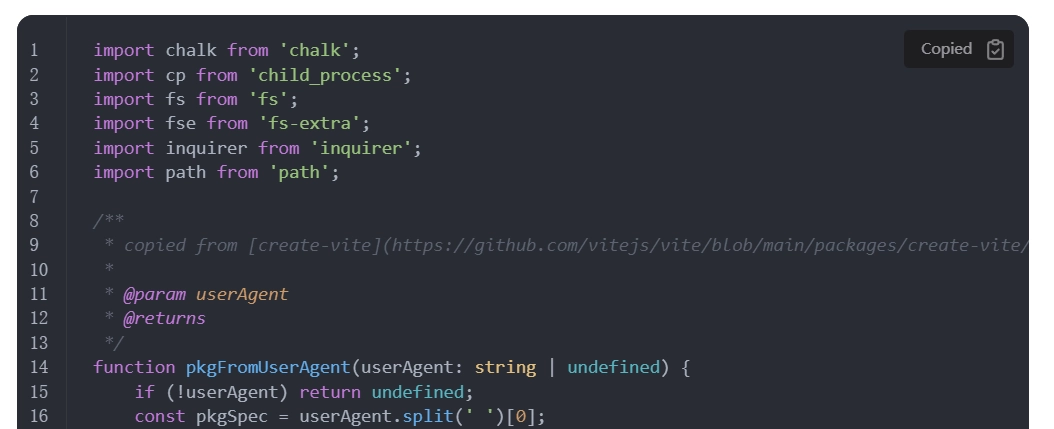 Copied
1 import chalk from 'chalk';
2 import cp from 'child_process';
3 import fs from 'fs';
4 import fse from 'fs-extra';
5 import inquirer from 'inquirer';
6 import path from 'path';
7
8 /**
9 * copied from [create-vite](https://github.com/vitejs/vite/blob/main/packages/create-vite/
10 *
11 * @param userAgent
12 * @returns
13 */
14 function pkgFromUserAgent(userAgent: string | undefined) {
15 if (!userAgent) return undefined;
16 const pkgSpec = userAgent.split(' ')[0];